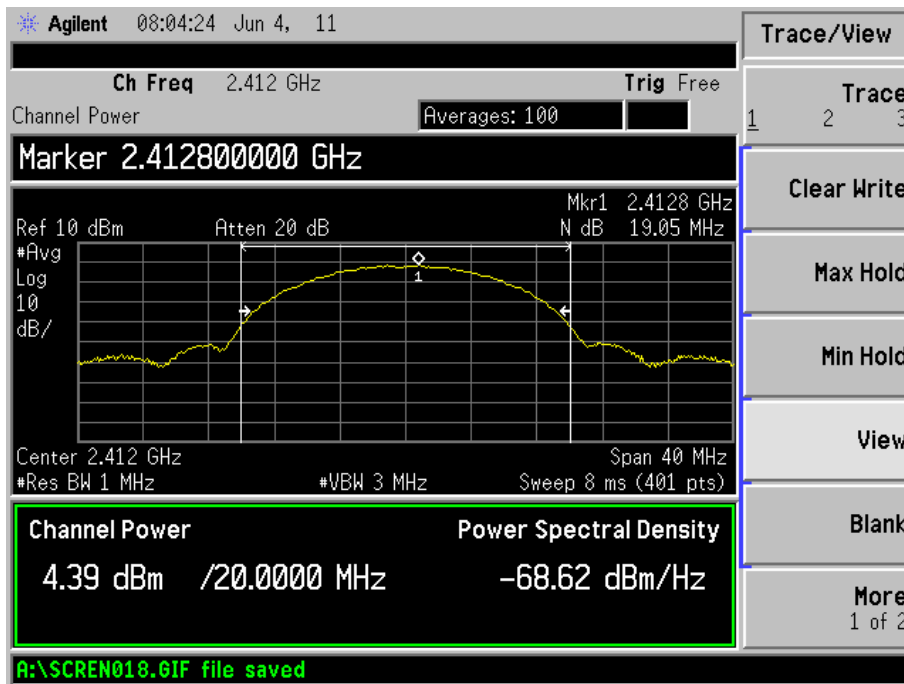 Agilent 08:04:24 Jun 4, 11
Trace/View
Ch Freq 2.412 GHz Trig Free
Channel Power Averages: 100
Trace
1 2 3
Marker 2.412800000 GHz
Clear Write
Mkr1 2.4128 GHz
Ref 10 dBm Atten 20 dB N dB 19.05 MHz
#Avg
Log
10
dB/
1
Max Hold
Min Hold
View
Center 2.412 GHz Span 40 MHz
#Res BW 1 MHz #VBW 3 MHz Sweep 8 ms (401 pts)
Channel Power Power Spectral Density
4.39 dBm /20.0000 MHz -68.62 dBm/Hz
Blank
More
1 of 2
A:\SCREN018.GIF file saved